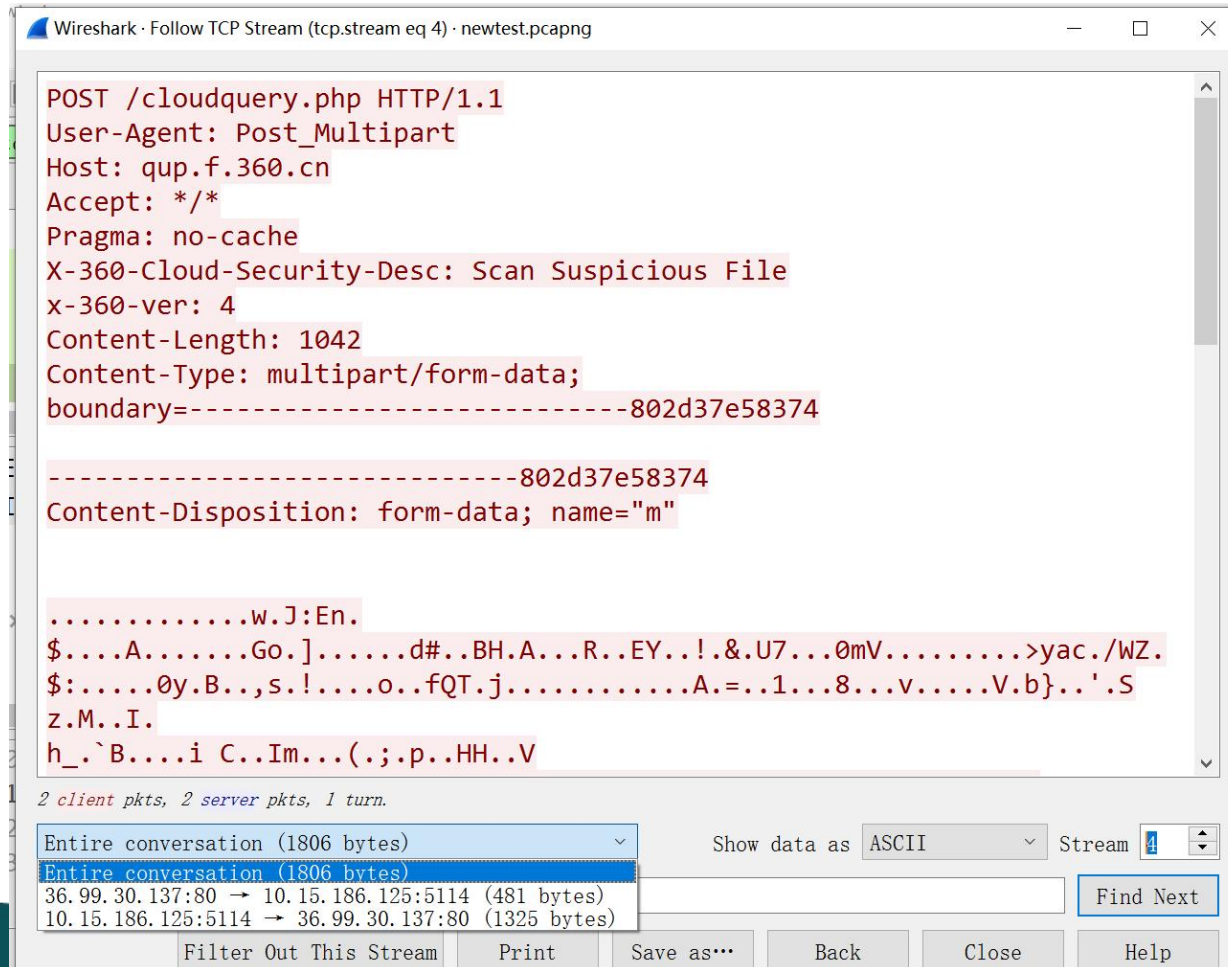 Wireshark · Follow TCP Stream (tcp.stream eq 4) · newtest.pcapng
POST /cloudquery.php HTTP/1.1
User-Agent: Post_Multipart
Host: qup.f.360.cn
Accept: */*
Pragma: no-cache
X-360-Cloud-Security-Desc: Scan Suspicious File
x-360-ver: 4
Content-Length: 1042
Content-Type: multipart/form-data;
boundary=----------------------------802d37e58374
------------------------------802d37e58374
Content-Disposition: form-data; name="m"
.............w.J:En.
$....A.......Go.]......d#..BH.A...R..EY..!.&.U7...0mV.........>yac./WZ.
$:.....0y.B..,s.!....o..fQT.j............A.=..1...8...v.....V.b}..'.S
z.M..I.
h_.`B....i C..Im...(.;.p..HH..V
2 client pkts, 2 server pkts, 1 turn.
Entire conversation (1806 bytes)
Show data as ASCII
Stream 4
Entire conversation (1806 bytes)
36.99.30.137:80 → 10.15.186.125:5114 (481 bytes)
10.15.186.125:5114 → 36.99.30.137:80 (1325 bytes)
Find Next
Filter Out This Stream
Print
Save as…
Back
Close
Help